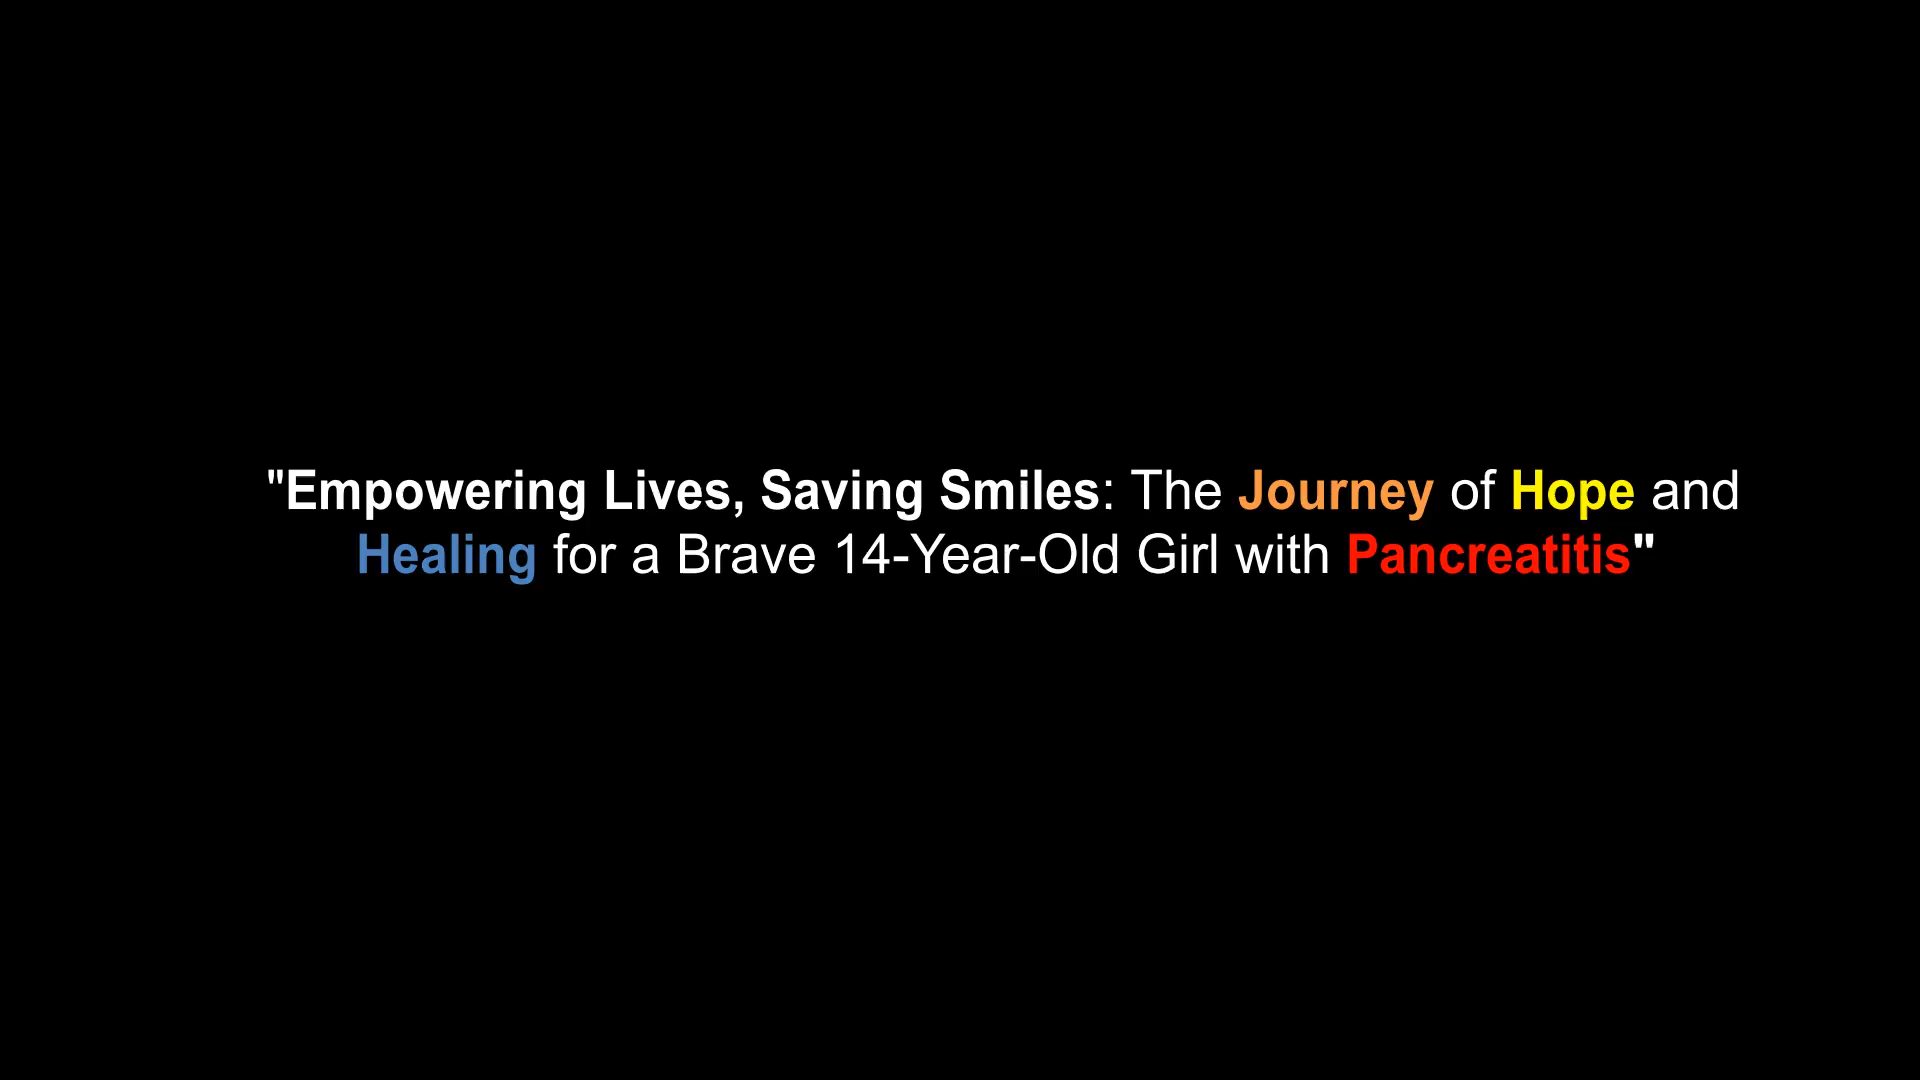 "Empowering Lives, Saving Smiles: The Journey of Hope and
Healing for a Brave 14-Year-Old Girl with Pancreatitis"